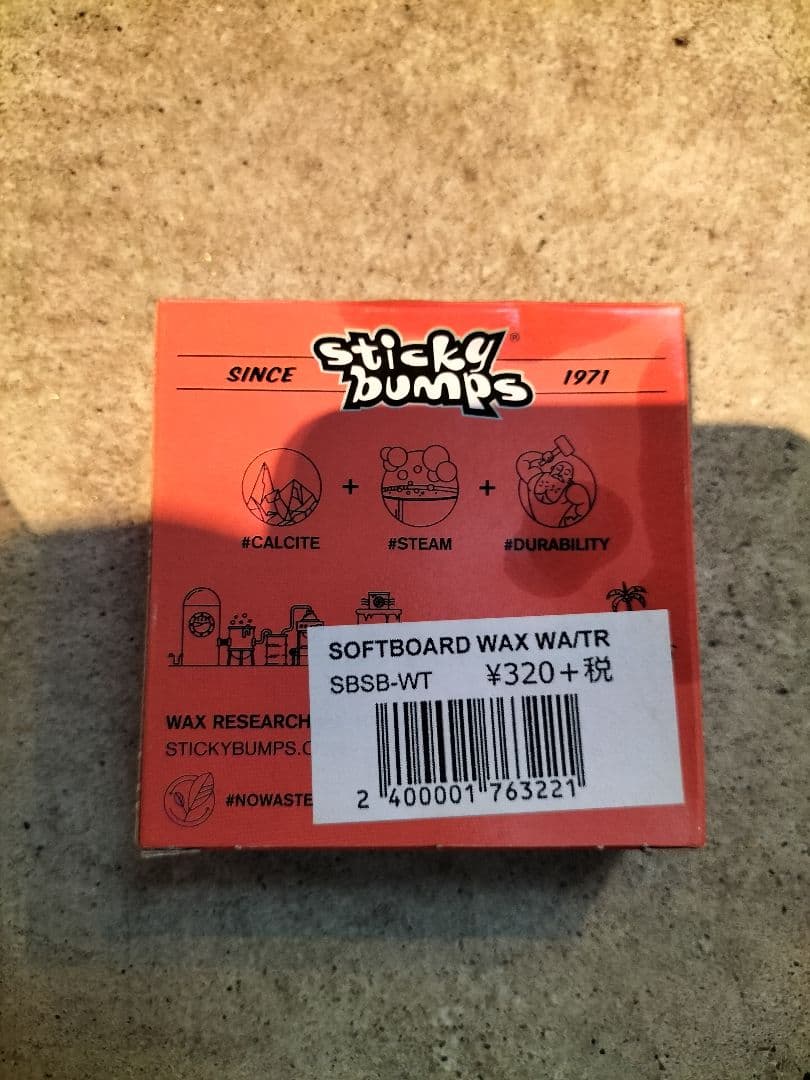 SINCE sticky bumps® 1971
+ +
#CALCITE #STEAM #DURABILITY
SOFTBOARD WAX WA/TR
SBSB-WT ¥320+税
2 400001 763221
WAX RESEARCH
STICKYBUMPS.C
#NOWASTE